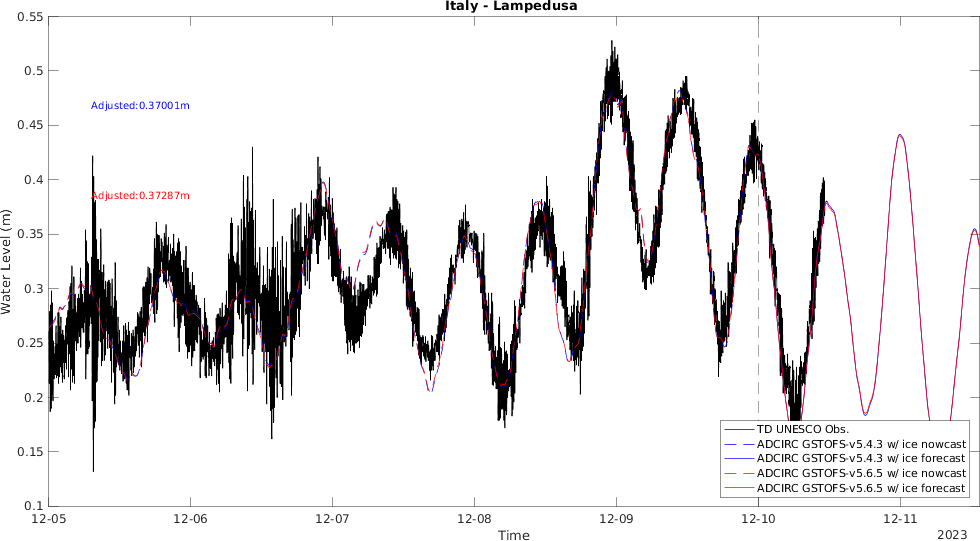 Italy - Lampedusa
0.55
0.5
0.45
0.4
0.35
0.3
0.25
0.2
0.15
0.1
Water Level (m)
Adjusted:0.37001m
Adjusted:0.37287m
TD UNESCO Obs.
ADCIRC GSTOFS-v5.4.3 w/ ice nowcast
ADCIRC GSTOFS-v5.4.3 w/ ice forecast
ADCIRC GSTOFS-v5.6.5 w/ ice nowcast
ADCIRC GSTOFS-v5.6.5 w/ ice forecast
12-05 12-06 12-07 12-08 12-09 12-10 12-11
Time
2023